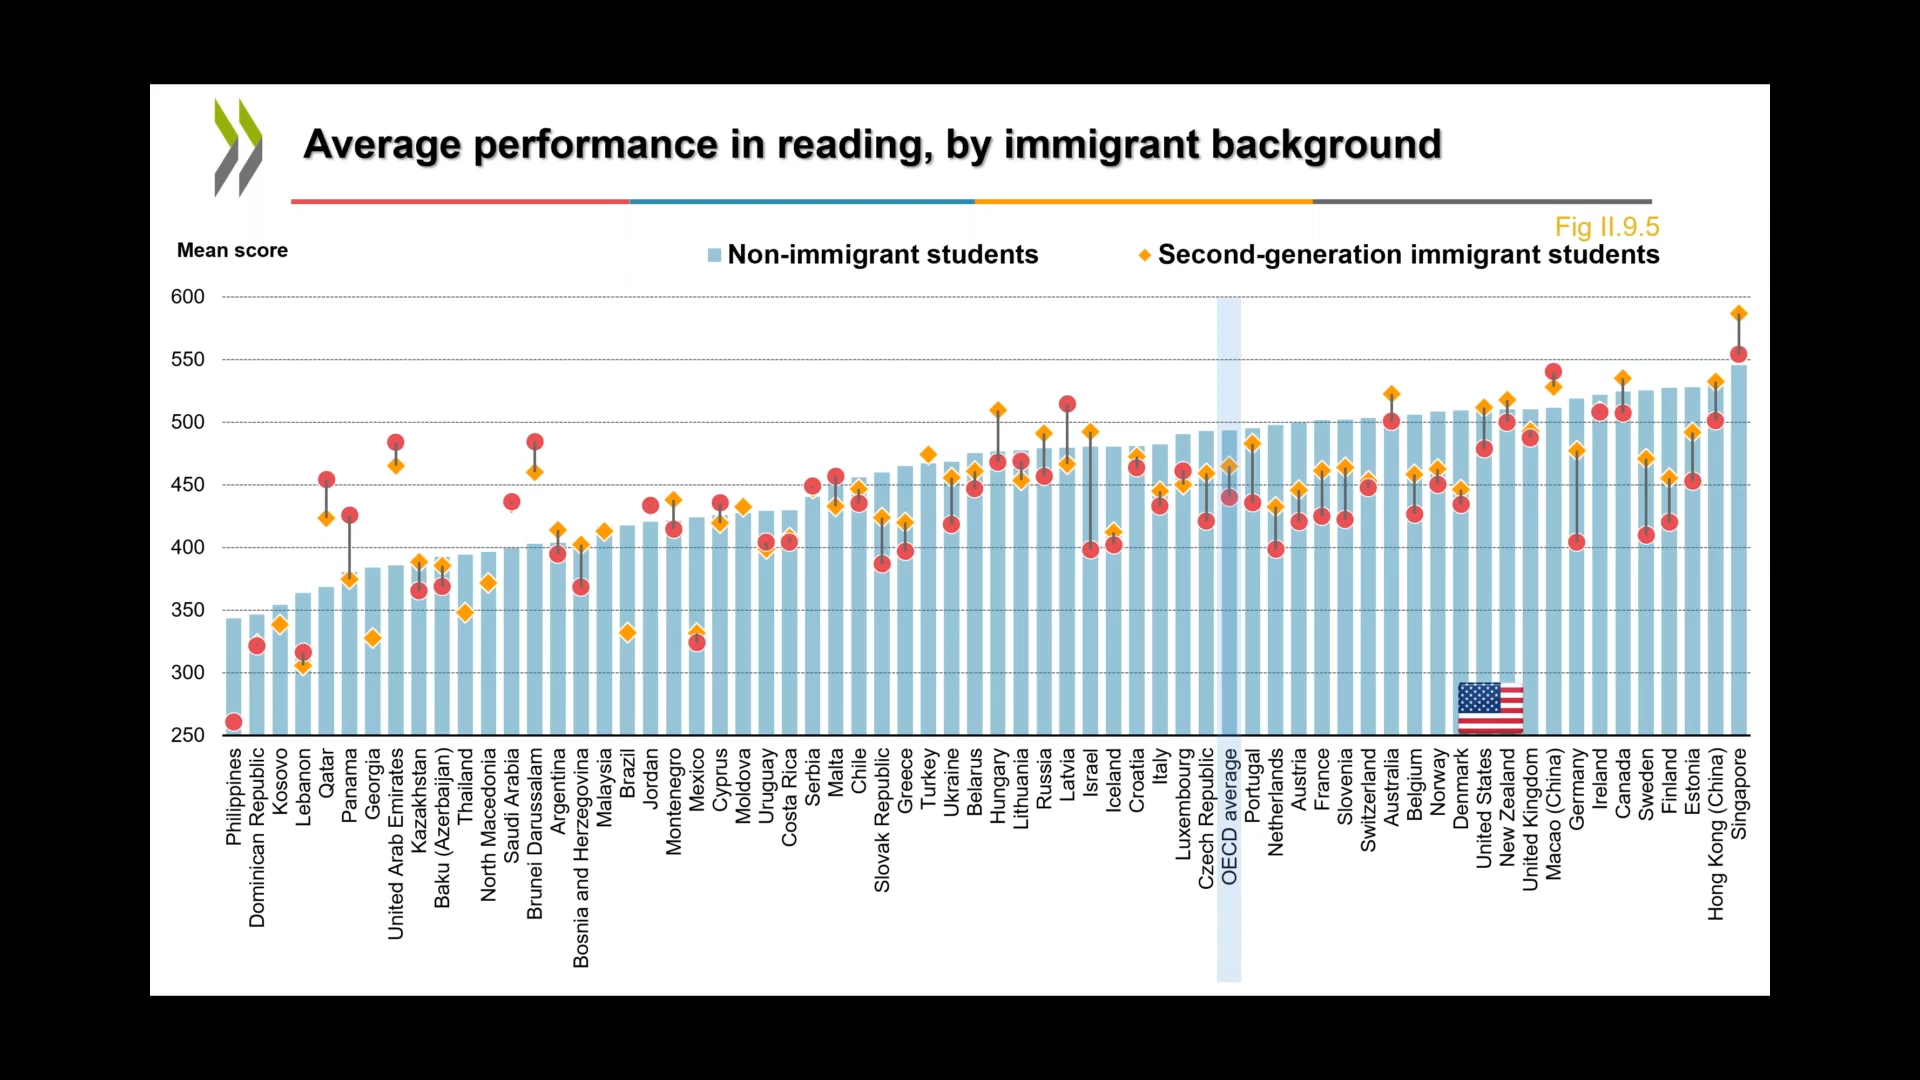 Average performance in reading, by immigrant background
Fig II.9.5
Mean score
Non-immigrant students
Second-generation immigrant students
600
550
500
450
400
350
300
250
Philippines
Dominican Republic
Kosovo
Lebanon
Qatar
Panama
Georgia
United Arab Emirates
Kazakhstan
Baku (Azerbaijan)
Thailand
North Macedonia
Saudi Arabia
Brunei Darussalam
Argentina
Bosnia and Herzegovina
Malaysia
Brazil
Jordan
Montenegro
Mexico
Cyprus
Moldova
Uruguay
Costa Rica
Serbia
Malta
Chile
Slovak Republic
Greece
Turkey
Ukraine
Belarus
Hungary
Lithuania
Russia
Latvia
Israel
Iceland
Croatia
Italy
Luxembourg
Czech Republic
OECD average
Portugal
Netherlands
Austria
France
Slovenia
Switzerland
Australia
Belgium
Norway
Denmark
United States
New Zealand
United Kingdom
Macao (China)
Germany
Ireland
Canada
Sweden
Finland
Estonia
Hong Kong (China)
Singapore